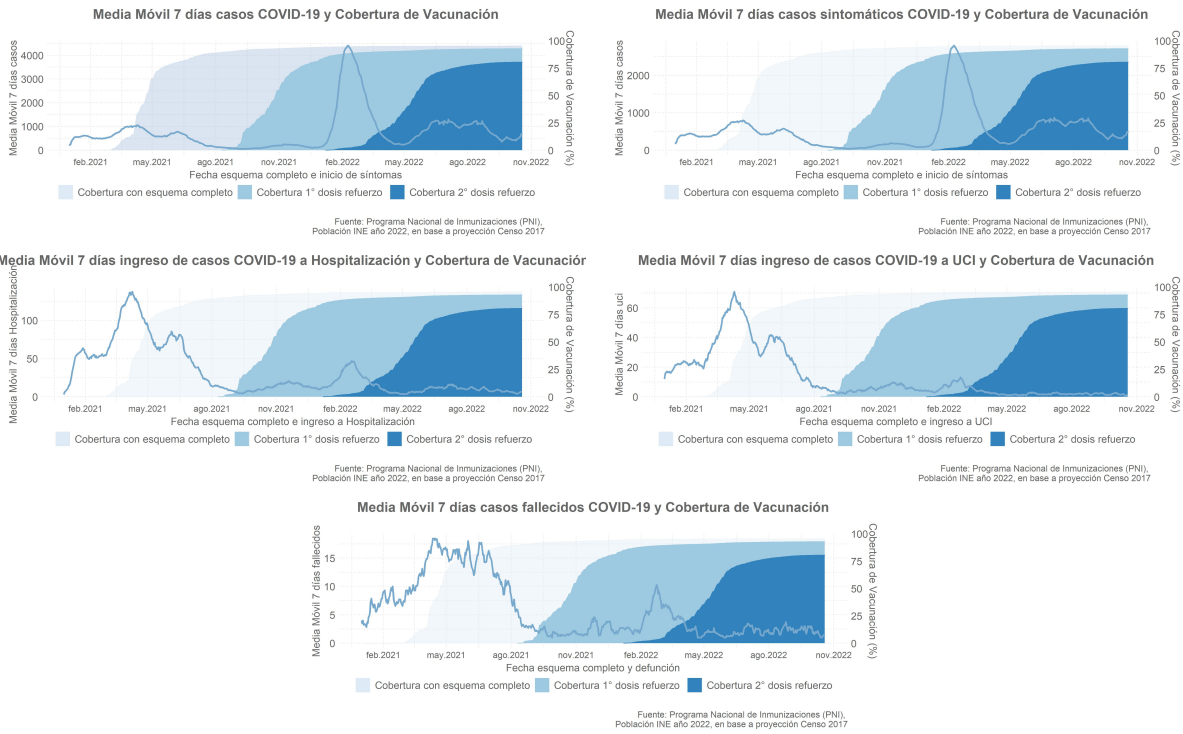 Media Móvil 7 días casos COVID-19 y Cobertura de Vacunación
Media Móvil 7 días casos
4000
3000
2000
1000
0
Cobertura de Vacunación (%)
100
75
50
25
0
feb.2021 may.2021 ago.2021 nov.2021 feb.2022 may.2022 ago.2022 nov.2022
Fecha esquema completo e inicio de síntomas
Cobertura con esquema completo Cobertura 1° dosis refuerzo Cobertura 2° dosis refuerzo
Fuente: Programa Nacional de Inmunizaciones (PNI),
Población INE año 2022, en base a proyección Censo 2017
Media Móvil 7 días casos sintomáticos COVID-19 y Cobertura de Vacunación
Media Móvil 7 días casos
2000
1000
0
Cobertura de Vacunación (%)
100
75
50
25
0
feb.2021 may.2021 ago.2021 nov.2021 feb.2022 may.2022 ago.2022 nov.2022
Fecha esquema completo e inicio de síntomas
Cobertura con esquema completo Cobertura 1° dosis refuerzo Cobertura 2° dosis refuerzo
Fuente: Programa Nacional de Inmunizaciones (PNI),
Población INE año 2022, en base a proyección Censo 2017
Media Móvil 7 días ingreso de casos COVID-19 a Hospitalización y Cobertura de Vacunación
Media Móvil 7 días Hospitalización
100
50
0
Cobertura de Vacunación (%)
100
75
50
25
0
feb.2021 may.2021 ago.2021 nov.2021 feb.2022 may.2022 ago.2022 nov.2022
Fecha esquema completo e ingreso a Hospitalización
Cobertura con esquema completo Cobertura 1° dosis refuerzo Cobertura 2° dosis refuerzo
Fuente: Programa Nacional de Inmunizaciones (PNI),
Población INE año 2022, en base a proyección Censo 2017
Media Móvil 7 días ingreso de casos COVID-19 a UCI y Cobertura de Vacunación
Media Móvil 7 días uci
60
40
20
0
Cobertura de Vacunación (%)
100
75
50
25
0
feb.2021 may.2021 ago.2021 nov.2021 feb.2022 may.2022 ago.2022 nov.2022
Fecha esquema completo e ingreso a UCI
Cobertura con esquema completo Cobertura 1° dosis refuerzo Cobertura 2° dosis refuerzo
Fuente: Programa Nacional de Inmunizaciones (PNI),
Población INE año 2022, en base a proyección Censo 2017
Media Móvil 7 días casos fallecidos COVID-19 y Cobertura de Vacunación
Media Móvil 7 días fallecidos
15
10
5
0
Cobertura de Vacunación (%)
100
75
50
25
0
feb.2021 may.2021 ago.2021 nov.2021 feb.2022 may.2022 ago.2022 nov.2022
Fecha esquema completo y defunción
Cobertura con esquema completo Cobertura 1° dosis refuerzo Cobertura 2° dosis refuerzo
Fuente: Programa Nacional de Inmunizaciones (PNI),
Población INE año 2022, en base a proyección Censo 2017